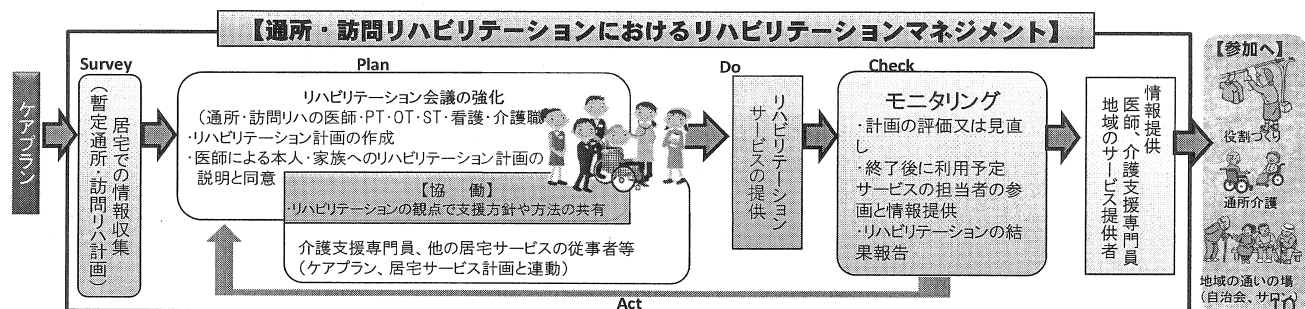 【通所・訪問リハビリテーションにおけるリハビリテーションマネジメント】
ケアプラン
Survey
居宅での情報収集
(暫定通所・訪問リハ計画)
Plan
リハビリテーション会議の強化
(通所・訪問リハの医師・PT・OT・ST・看護・介護職
・リハビリテーション計画の作成
・医師による本人・家族へのリハビリテーション計画の
説明と同意
【協 働】
・リハビリテーションの観点で支援方針や方法の共有
介護支援専門員、他の居宅サービスの従事者等
(ケアプラン、居宅サービス計画と連動)
Do
リハビリテーション
サービスの提供
Check
モニタリング
・計画の評価又は見直
し
・終了後に利用予定
サービスの担当者の参
画と情報提供
・リハビリテーションの結
果報告
Act
情報提供
医師、介護支援専門員
地域のサービス提供者
【参加へ】
役割づくり
通所介護
地域の通いの場
(自治会、サロン)
10